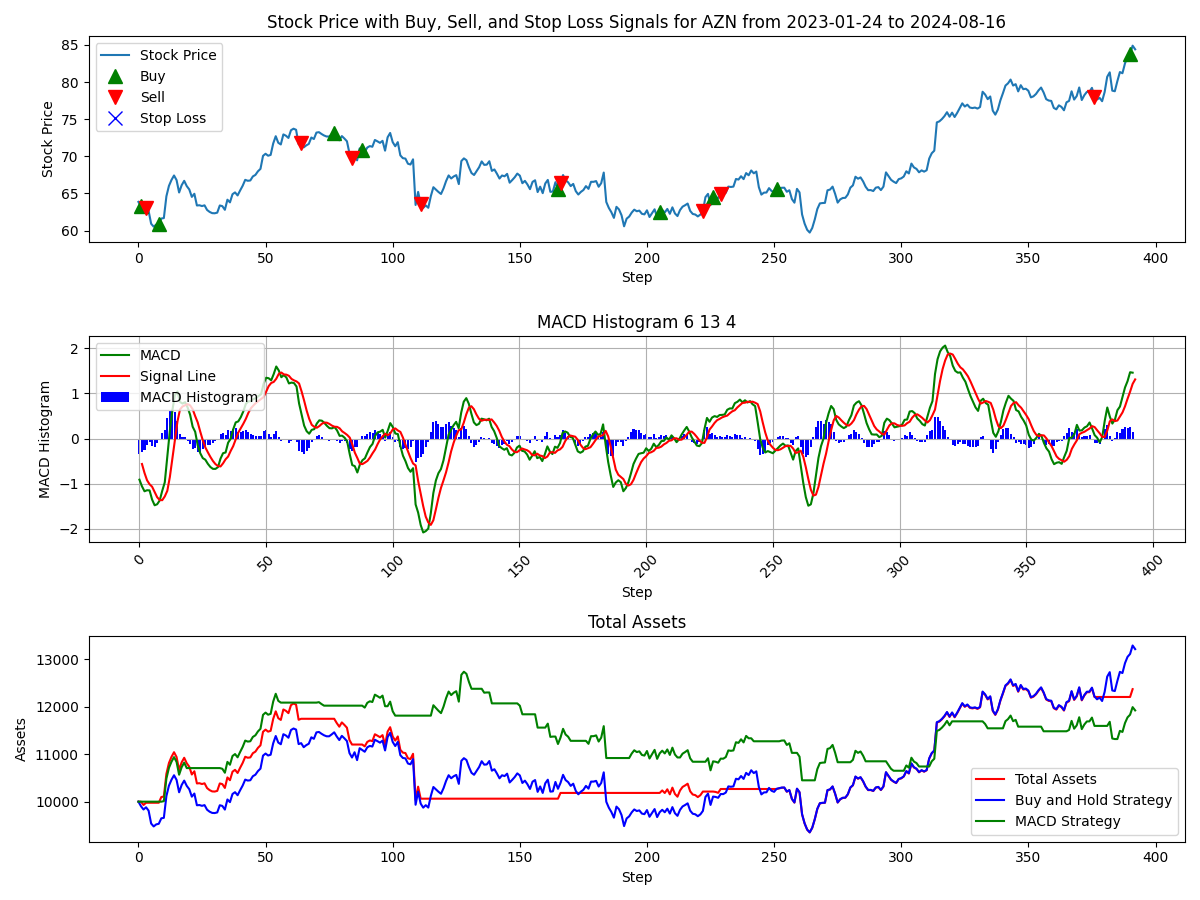 Stock Price with Buy, Sell, and Stop Loss Signals for AZN from 2023-01-24 to 2024-08-16
Stock Price
85
80
75
70
65
60
Stock Price
Buy
Sell
Stop Loss
0 50 100 150 200 250 300 350 400
Step
MACD Histogram 6 13 4
MACD Histogram
2
1
0
−1
−2
MACD
Signal Line
MACD Histogram
0 50 100 150 200 250 300 350 400
Step
Total Assets
Assets
13000
12000
11000
10000
Total Assets
Buy and Hold Strategy
MACD Strategy
0 50 100 150 200 250 300 350 400
Step